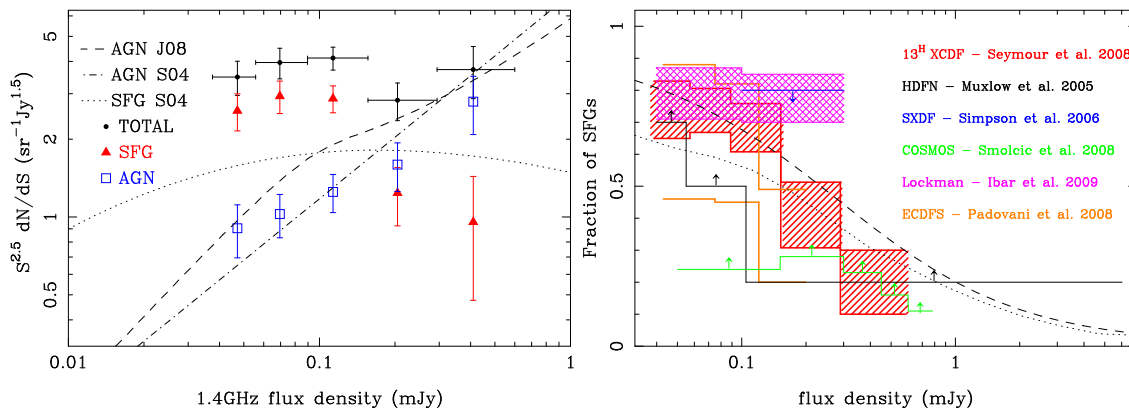 AGN J08
AGN S04
SFG S04
TOTAL
SFG
AGN
5
2
1
0.5
0.01
0.1
1
S^2.5 dN/dS (sr^−1Jy^1.5)
1.4GHz flux density (mJy)
13^H XCDF − Seymour et al. 2008
HDFN − Muxlow et al. 2005
SXDF − Simpson et al. 2006
COSMOS − Smolcic et al. 2008
Lockman − Ibar et al. 2009
ECDFS − Padovani et al. 2008
1
0.5
0
0.1
1
Fraction of SFGs
flux density (mJy)